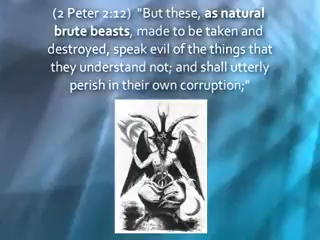 (2 Peter 2:12)  "But these, as natural
brute beasts, made to be taken and
destroyed, speak evil of the things that
they understand not; and shall utterly
perish in their own corruption;"